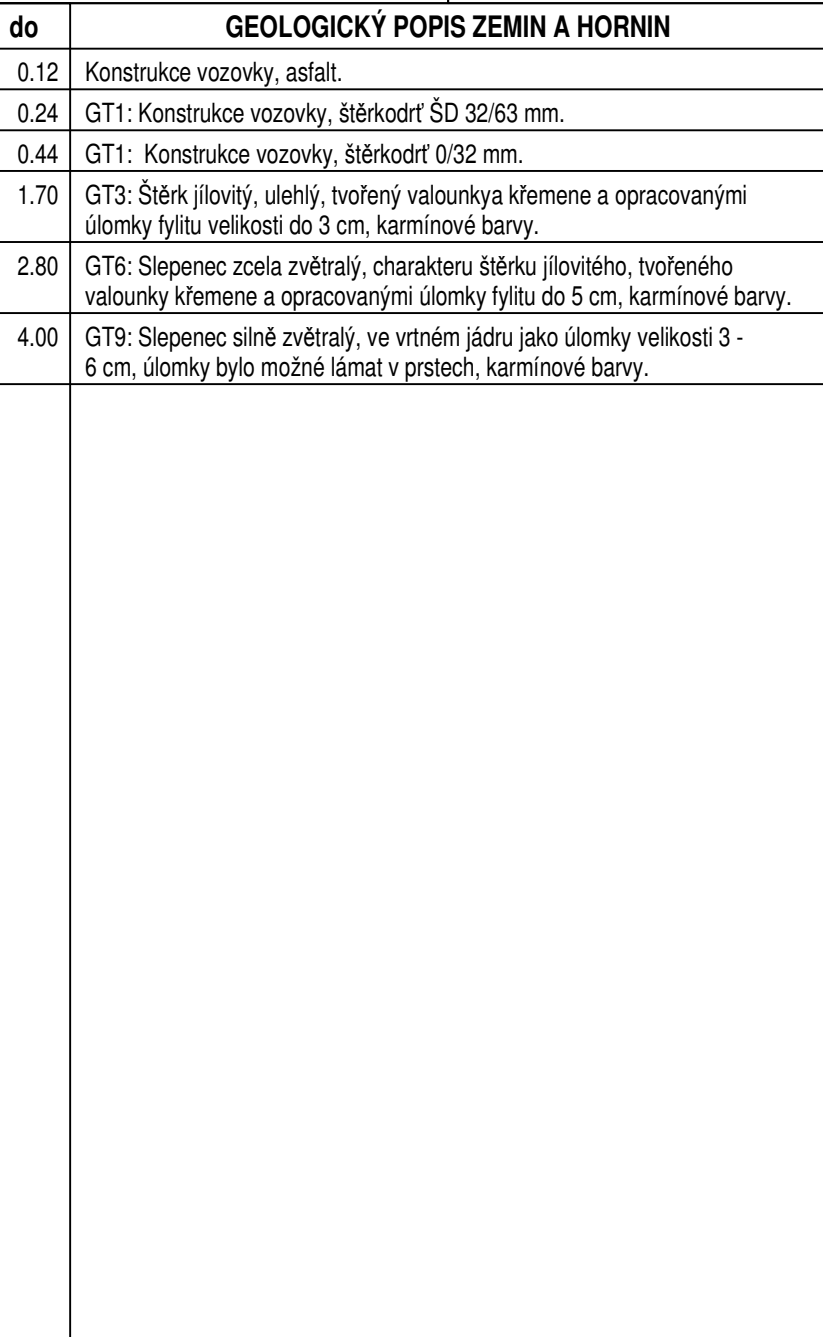 do GEOLOGICKÝ POPIS ZEMIN A HORNIN
0.12 Konstrukce vozovky, asfalt.
0.24 GT1: Konstrukce vozovky, štěrkodrť ŠD 32/63 mm.
0.44 GT1: Konstrukce vozovky, štěrkodrť 0/32 mm.
1.70 GT3: Štěrk jílovitý, ulehlý, tvořený valounkya křemene a opracovanými
úlomky fylitu velikosti do 3 cm, karmínové barvy.
2.80 GT6: Slepenec zcela zvětralý, charakteru štěrku jílovitého, tvořeného
valounky křemene a opracovanými úlomky fylitu do 5 cm, karmínové barvy.
4.00 GT9: Slepenec silně zvětralý, ve vrtném jádru jako úlomky velikosti 3 -
6 cm, úlomky bylo možné lámat v prstech, karmínové barvy.